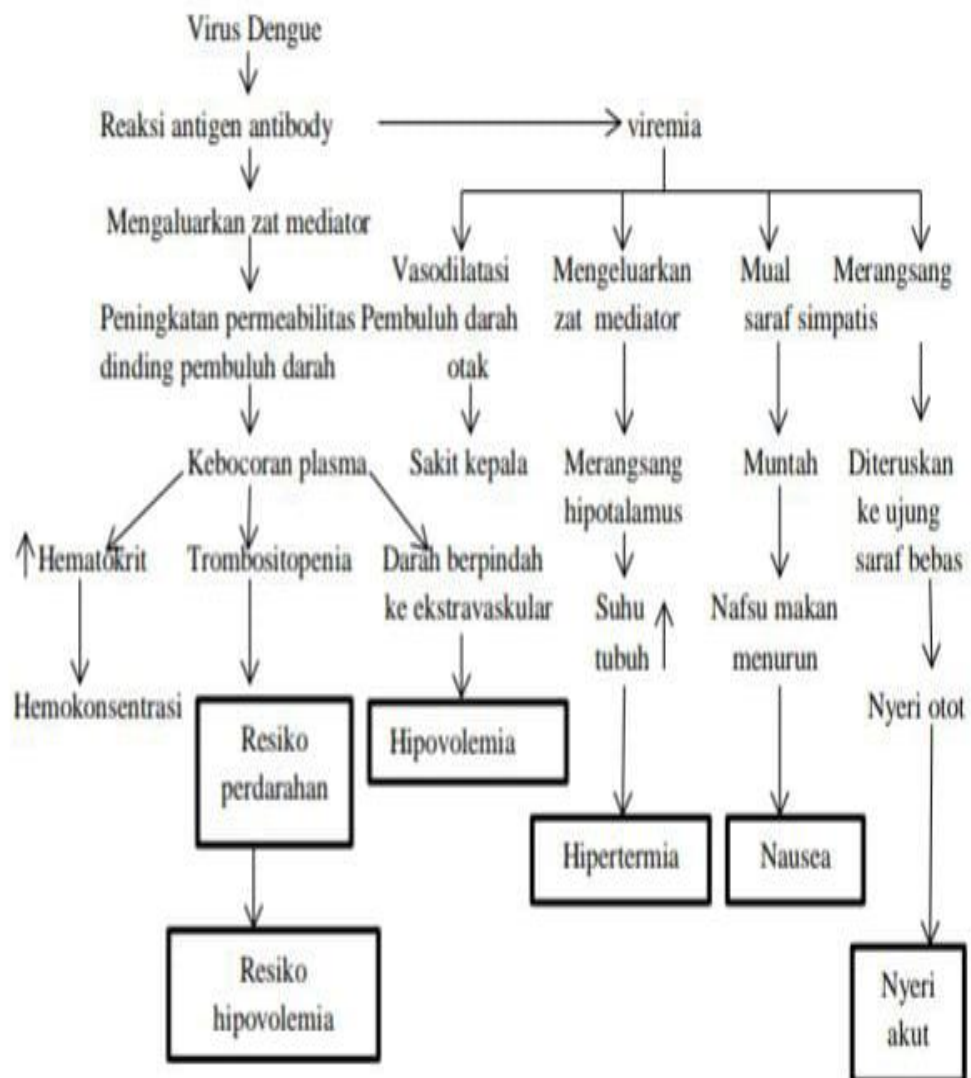 Virus Dengue
Reaksi antigen antibody
viremia
Mengaluarkan zat mediator
Vasodilatasi
Mengeluarkan
Mual
Merangsang
Peningkatan permeabilitas
Pembuluh darah
zat mediator
saraf simpatis
dinding pembuluh darah
otak
Kebocoran plasma
Sakit kepala
Merangsang
Muntah
Diteruskan
hipotalamus
ke ujung
saraf bebas
↑Hematokrit
Trombositopenia
Darah berpindah
ke ekstravaskular
Suhu ↑
tubuh
Nafsu makan
menurun
Hemokonsentrasi
Resiko
perdarahan
Hipovolemia
Nyeri otot
Hipertermia
Nausea
Resiko
hipovolemia
Nyeri
akut